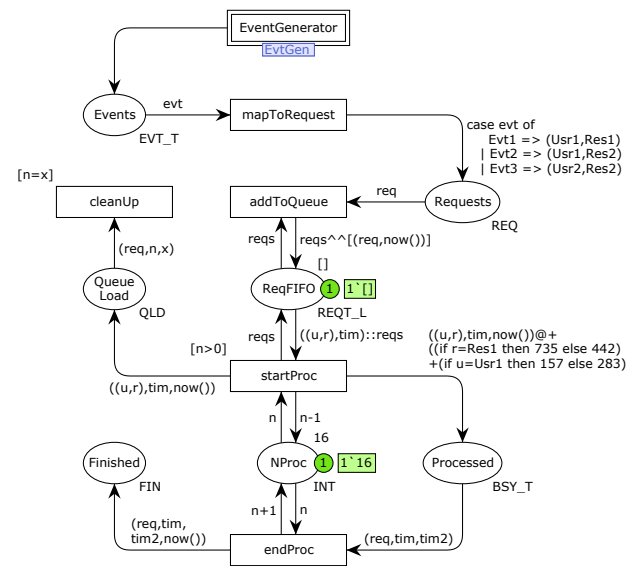 EventGenerator
EvtGen
Events
evt
mapToRequest
EVT_T
case evt of
Evt1 => (Usr1,Res1)
| Evt2 => (Usr1,Res2)
| Evt3 => (Usr2,Res2)
[n=x]
cleanUp
addToQueue
req
Requests
REQ
reqs
reqs^^[(req,now())]
(req,n,x)
[]
Queue
Load
QLD
ReqFIFO
1
1`[]
REQT_L
reqs
((u,r),tim)::reqs
((u,r),tim,now())@+
((if r=Res1 then 735 else 442)
+(if u=Usr1 then 157 else 283)
[n>0]
startProc
((u,r),tim,now())
n
n-1
16
Finished
FIN
NProc
1
1`16
INT
Processed
BSY_T
n+1
n
(req,tim,
tim2,now())
endProc
(req,tim,tim2)